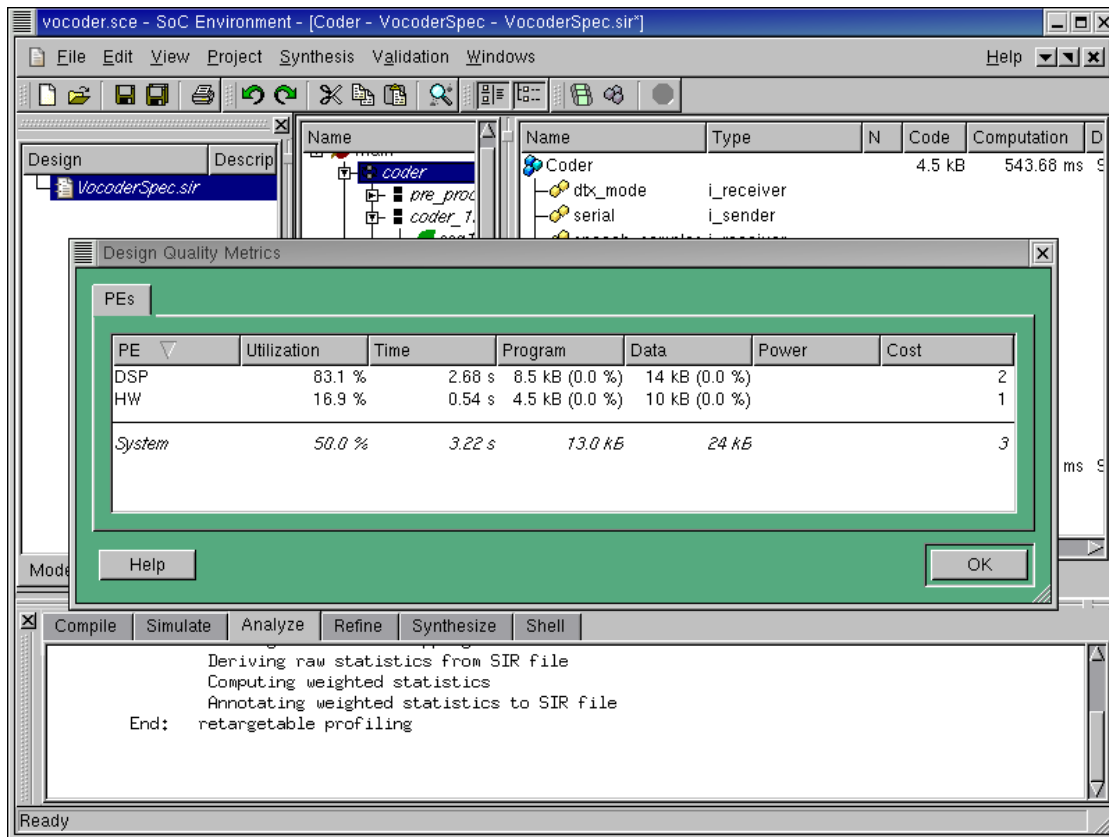 vocoder.sce - SoC Environment - [Coder - VocoderSpec - VocoderSpec.sir*]
File Edit View Project Synthesis Validation Windows Help
Design Descrip
VocoderSpec.sir
Name
main
coder
pre_proc
coder_1
Name Type N Code Computation D
Coder 4.5 kB 543.68 ms S
dtx_mode i_receiver
serial i_sender
Design Quality Metrics
PEs
PE Utilization Time Program Data Power Cost
DSP 83.1 % 2.68 s 8.5 kB (0.0 %) 14 kB (0.0 %) 2
HW 16.9 % 0.54 s 4.5 kB (0.0 %) 10 kB (0.0 %) 1
System 50.0 % 3.22 s 13.0 kB 24 kB 3
ms S
Help OK
Mode
Compile Simulate Analyze Refine Synthesize Shell
Deriving raw statistics from SIR file
Computing weighted statistics
Annotating weighted statistics to SIR file
End: retargetable profiling
Ready